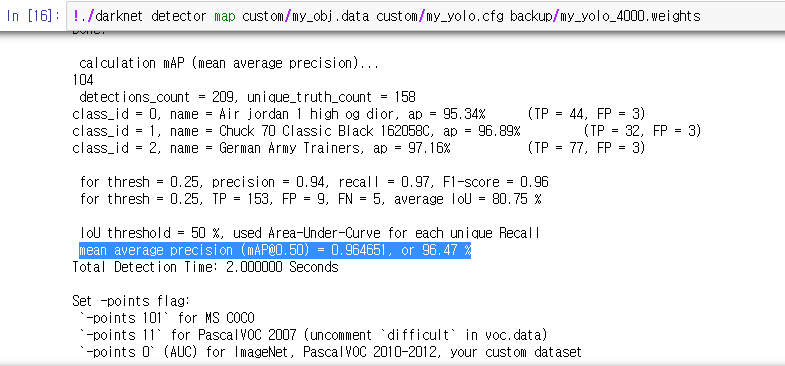 In [16]: !./darknet detector map custom/my_obj.data custom/my_yolo.cfg backup/my_yolo_4000.weights
calculation mAP (mean average precision)...
104
detections_count = 209, unique_truth_count = 158
class_id = 0, name = Air jordan 1 high og dior, ap = 95.34% (TP = 44, FP = 3)
class_id = 1, name = Chuck 70 Classic Black 162058C, ap = 96.89% (TP = 32, FP = 3)
class_id = 2, name = German Army Trainers, ap = 97.16% (TP = 77, FP = 3)
for thresh = 0.25, precision = 0.94, recall = 0.97, F1-score = 0.96
for thresh = 0.25, TP = 153, FP = 9, FN = 5, average IoU = 80.75 %
IoU threshold = 50 %, used Area-Under-Curve for each unique Recall
mean average precision (mAP@0.50) = 0.964651, or 96.47 %
Total Detection Time: 2.000000 Seconds
Set -points flag:
`-points 101` for MS COCO
`-points 11` for PascalVOC 2007 (uncomment `difficult` in voc.data)
`-points 0` (AUC) for ImageNet, PascalVOC 2010-2012, your custom dataset